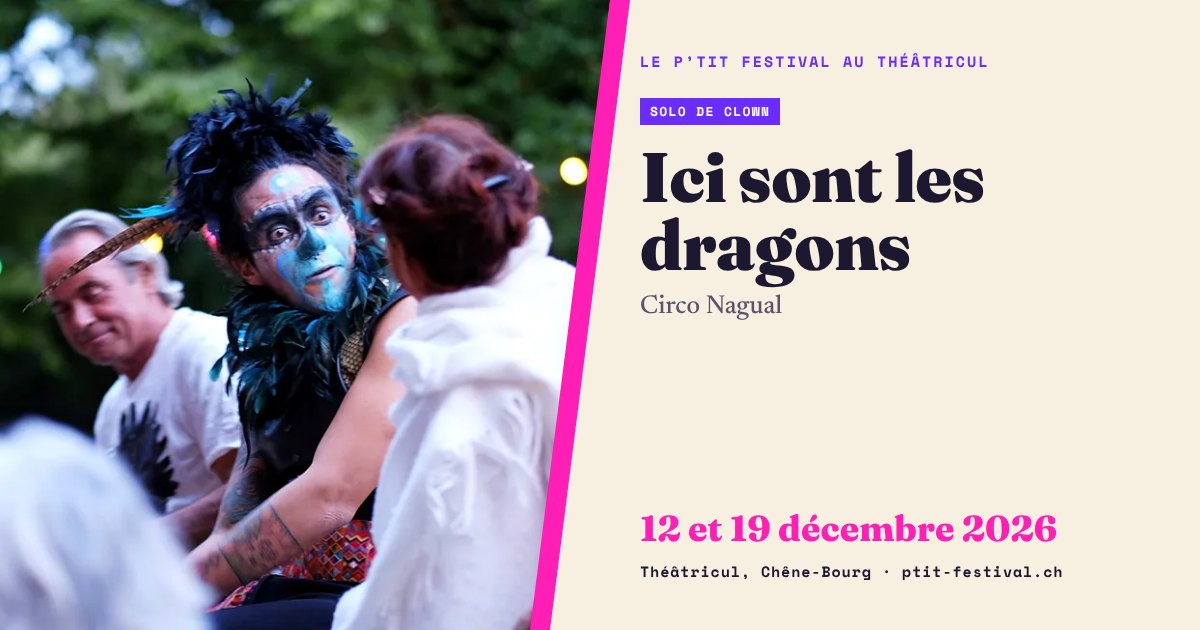 LE P'TIT FESTIVAL AU THÉÂTRICUL
SOLO DE CLOWN
Ici sont les
dragons
Circo Nagual
12 et 19 décembre 2026
Théâtricul, Chêne-Bourg · ptit-festival.ch